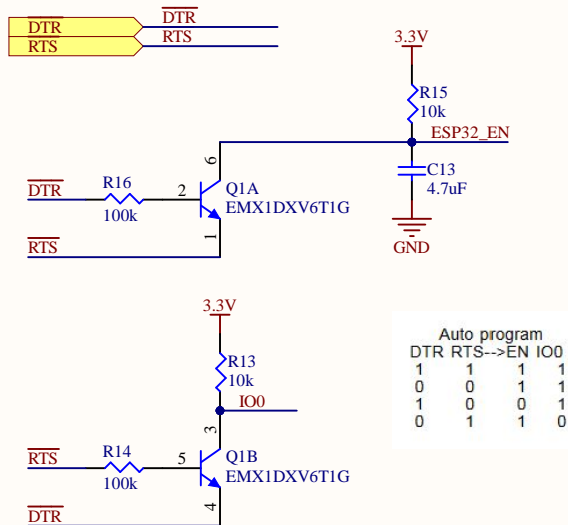 DTR
DTR
RTS
RTS
3.3V
R15
10k
ESP32_EN
6
C13
4.7uF
DTR
R16
100k
2
Q1A
EMX1DXV6T1G
1
GND
RTS
3.3V
R13
10k
IO0
3
RTS
R14
100k
5
Q1B
EMX1DXV6T1G
4
DTR
Auto program
DTR RTS-->EN IO0
1 1 1 1
0 0 1 1
1 0 0 1
0 1 1 0